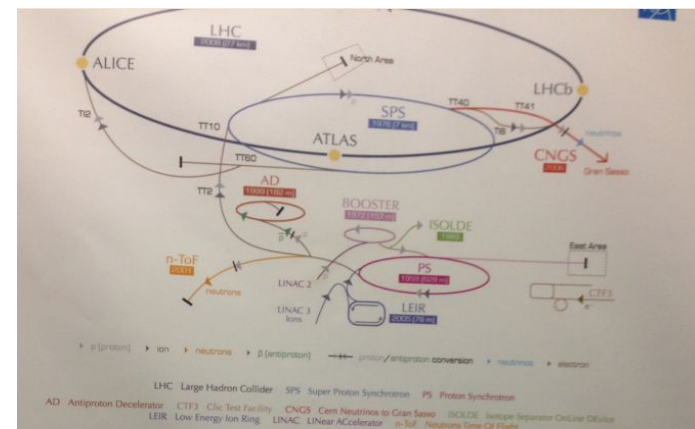 LHC
2008 (27 km)
North Area
ALICE
LHCb
TI2
SPS
1976 (7 km)
TT40
TT41
TT10
TI8
neutrinos
ATLAS
CNGS
2006
Gran Sasso
TT60
AD
1999 (182 m)
TT2
BOOSTER
1972 (157 m)
ISOLDE
1989
East Area
n-ToF
2001
PS
1959 (628 m)
neutrons
LINAC 2
CTF3
LINAC 3
Ions
LEIR
2005 (78 m)
p [proton] ion neutrons p̄ [antiproton] proton/antiproton conversion neutrinos electron
LHC Large Hadron Collider SPS Super Proton Synchrotron PS Proton Synchrotron
AD Antiproton Decelerator CTF3 Clic Test Facility CNGS Cern Neutrinos to Gran Sasso ISOLDE Isotope Separator OnLine DEvice
LEIR Low Energy Ion Ring LINAC LINear ACcelerator n-ToF Neutrons Time Of Flight